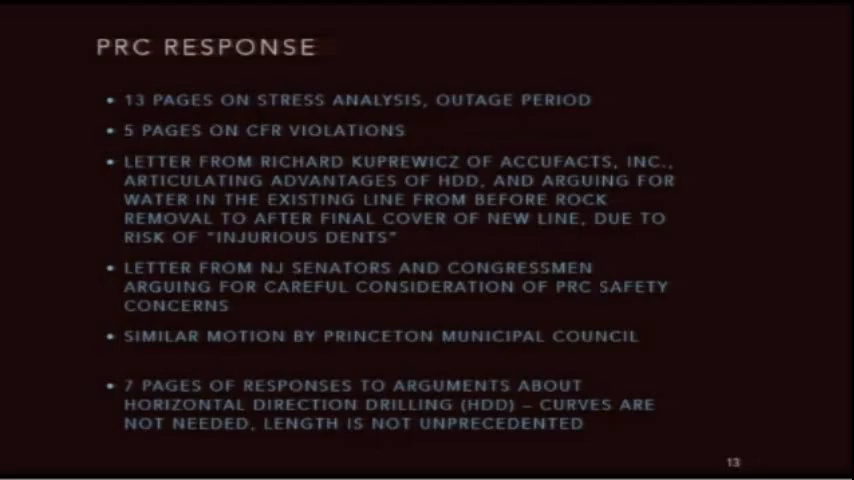 PRC RESPONSE
• 13 PAGES ON STRESS ANALYSIS, OUTAGE PERIOD
• 5 PAGES ON CFR VIOLATIONS
• LETTER FROM RICHARD KUPREWICZ OF ACCUFACTS, INC.,
ARTICULATING ADVANTAGES OF HDD, AND ARGUING FOR
WATER IN THE EXISTING LINE FROM BEFORE ROCK
REMOVAL TO AFTER FINAL COVER OF NEW LINE, DUE TO
RISK OF "INJURIOUS DENTS"
• LETTER FROM NJ SENATORS AND CONGRESSMEN
ARGUING FOR CAREFUL CONSIDERATION OF PRC SAFETY
CONCERNS
• SIMILAR MOTION BY PRINCETON MUNICIPAL COUNCIL
• 7 PAGES OF RESPONSES TO ARGUMENTS ABOUT
HORIZONTAL DIRECTION DRILLING (HDD) – CURVES ARE
NOT NEEDED, LENGTH IS NOT UNPRECEDENTED
13